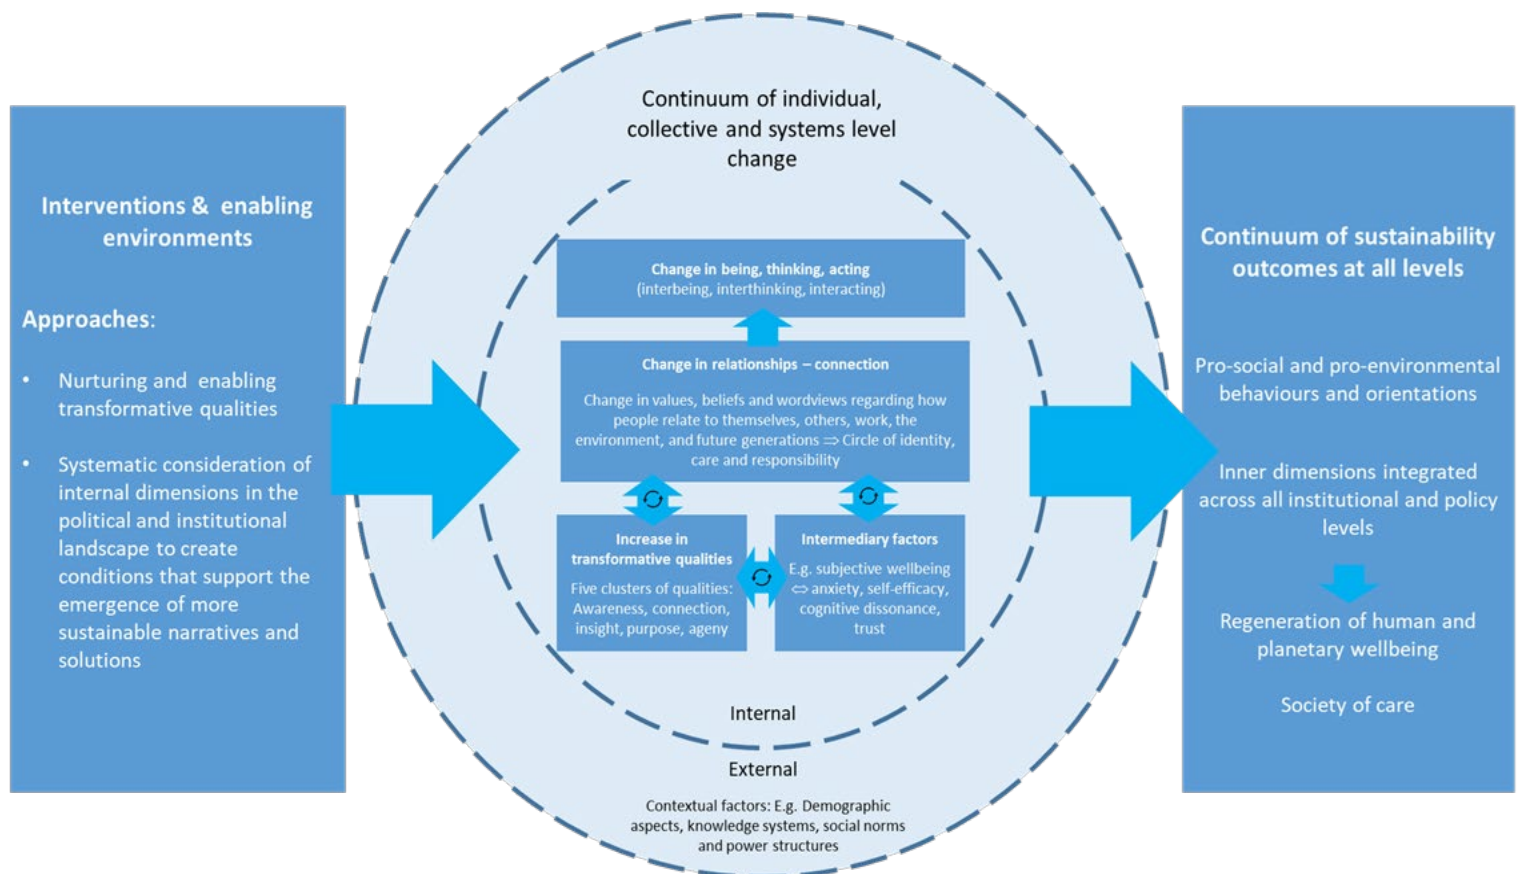 Interventions & enabling
environments
Approaches:
• Nurturing and enabling
transformative qualities
• Systematic consideration of
internal dimensions in the
political and institutional
landscape to create
conditions that support the
emergence of more
sustainable narratives and
solutions
Continuum of individual,
collective and systems level
change
Change in being, thinking, acting
(interbeing, interthinking, interacting)
Change in relationships – connection
Change in values, beliefs and wordviews regarding how
people relate to themselves, others, work, the
environment, and future generations ⇒ Circle of identity,
care and responsibility
Increase in
transformative qualities
Five clusters of qualities:
Awareness, connection,
insight, purpose, ageny
Intermediary factors
E.g. subjective wellbeing
⇔ anxiety, self-efficacy,
cognitive dissonance,
trust
Internal
External
Contextual factors: E.g. Demographic
aspects, knowledge systems, social norms
and power structures
Continuum of sustainability
outcomes at all levels
Pro-social and pro-environmental
behaviours and orientations
Inner dimensions integrated
across all institutional and policy
levels
Regeneration of human and
planetary wellbeing
Society of care